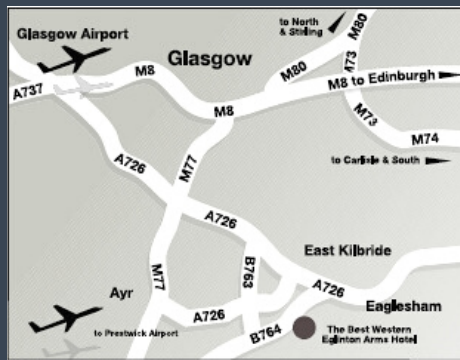 to North
& Stirling
M80
Glasgow Airport
Glasgow
M80
A73
M8
M8 to Edinburgh
A737
M8
M73
M74
A726
M77
to Carlisle & South
A726
East Kilbride
M77
B763
A726
Ayr
Eaglesham
A726
to Prestwick Airport
B764
The Best Western
Eglinton Arms Hotel